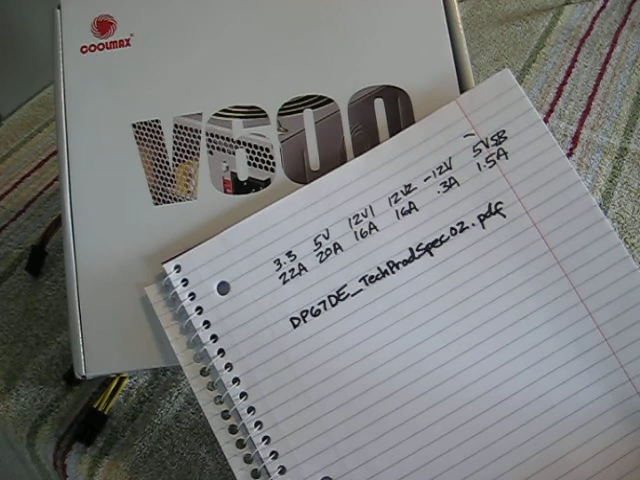 COOLMAX
V600
3.3 5V 12V1 12V2 -12V 5VSB
22A 20A 16A 16A .3A 1.5A
DP67DE_TechProdSpec02.pdf